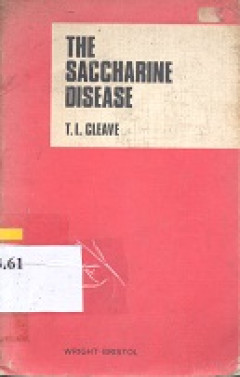 THE
SACCHARINE
DISEASE
T. L. CLEAVE
.61
WRIGHT-BRISTOL